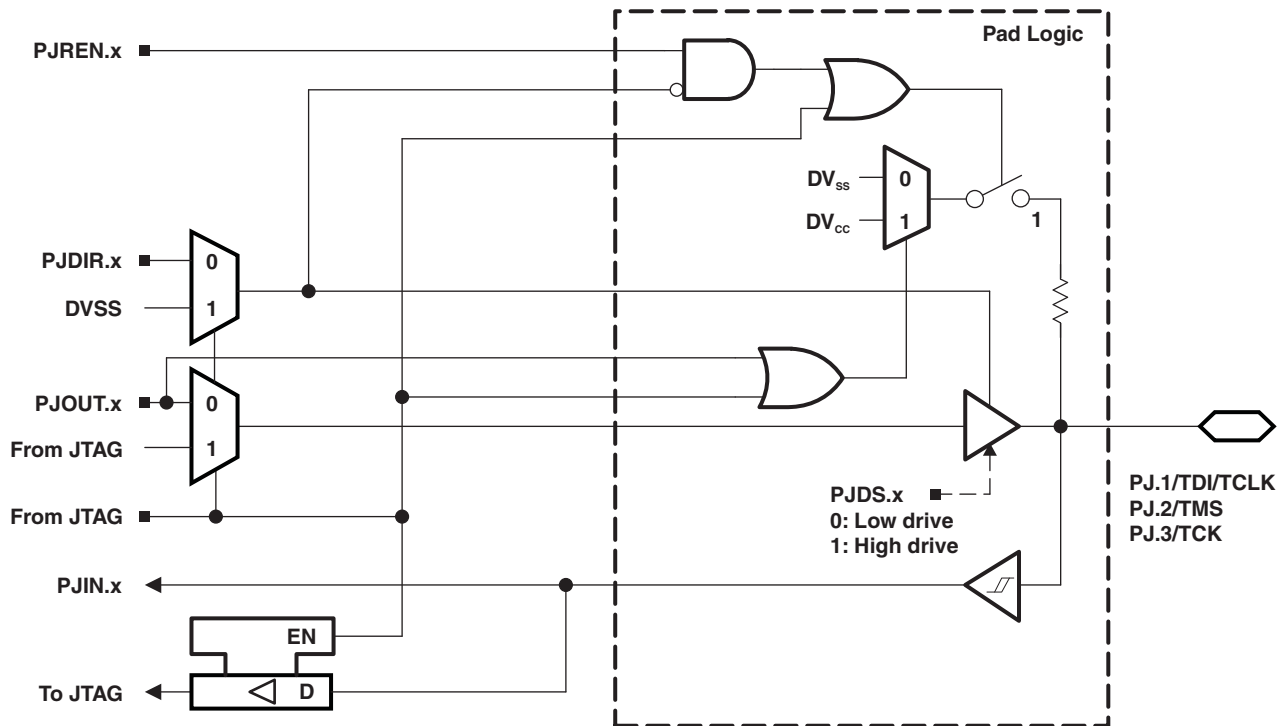 Pad Logic
PJREN.x
DVss
0
DVcc
1
1
PJDIR.x
0
DVSS
1
PJOUT.x
0
From JTAG
1
From JTAG
PJDS.x
0: Low drive
1: High drive
PJ.1/TDI/TCLK
PJ.2/TMS
PJ.3/TCK
PJIN.x
EN
To JTAG
D